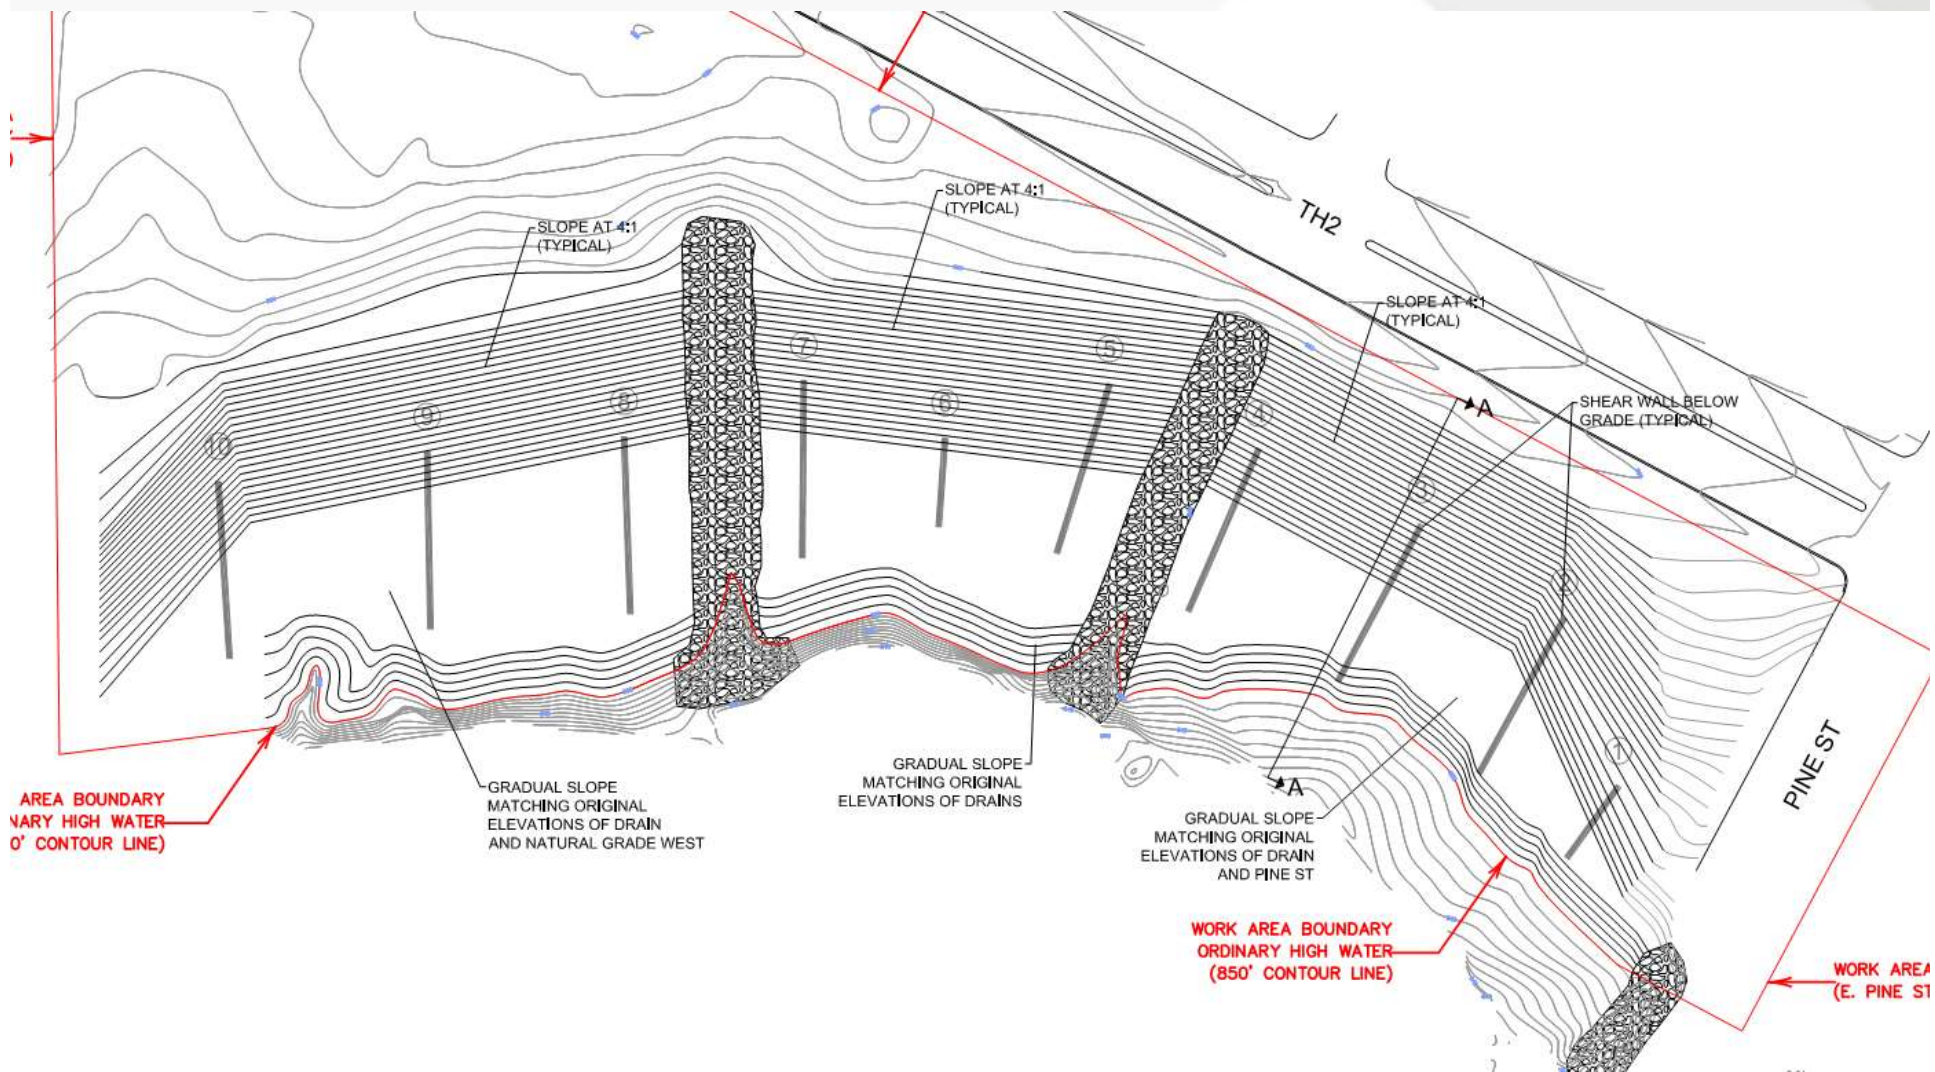 SLOPE AT 4:1
(TYPICAL)
SLOPE AT 4:1
(TYPICAL)
TH2
SLOPE AT 4:1
(TYPICAL)
SHEAR WALL BELOW
GRADE (TYPICAL)
A
10
9
8
7
6
5
4
3
2
1
A
PINE ST
GRADUAL SLOPE
MATCHING ORIGINAL
ELEVATIONS OF DRAIN
AND NATURAL GRADE WEST
GRADUAL SLOPE
MATCHING ORIGINAL
ELEVATIONS OF DRAINS
GRADUAL SLOPE
MATCHING ORIGINAL
ELEVATIONS OF DRAIN
AND PINE ST
AREA BOUNDARY
NARY HIGH WATER
0' CONTOUR LINE)
WORK AREA BOUNDARY
ORDINARY HIGH WATER
(850' CONTOUR LINE)
WORK AREA
(E. PINE ST